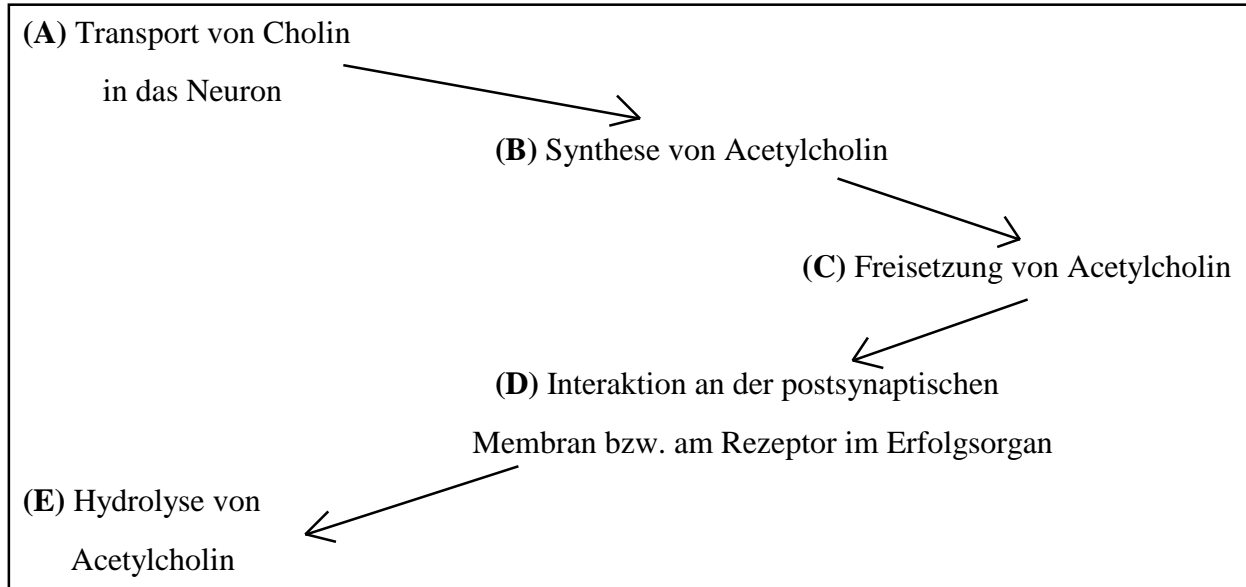 (A) Transport von Cholin
in das Neuron
(B) Synthese von Acetylcholin
(C) Freisetzung von Acetylcholin
(D) Interaktion an der postsynaptischen
Membran bzw. am Rezeptor im Erfolgsorgan
(E) Hydrolyse von
Acetylcholin